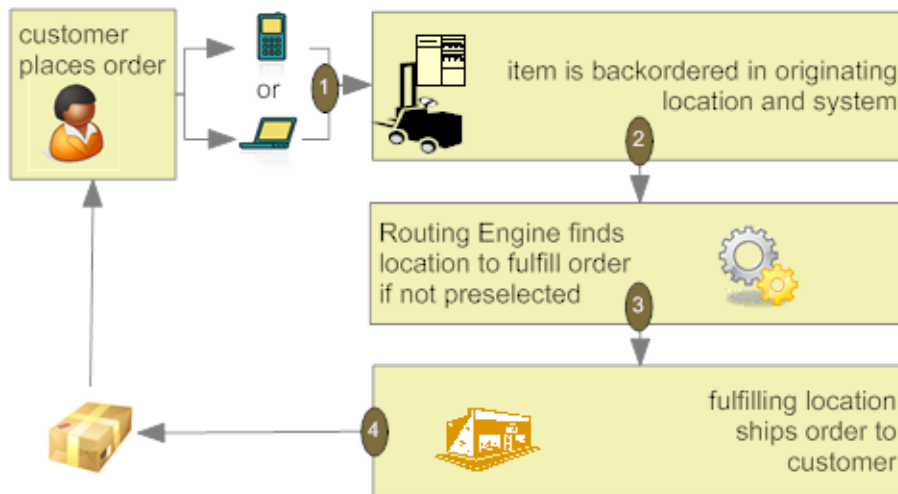 customer
places order
or
1
item is backordered in originating
location and system
2
Routing Engine finds
location to fulfill order
if not preselected
3
fulfilling location
ships order to
customer
4